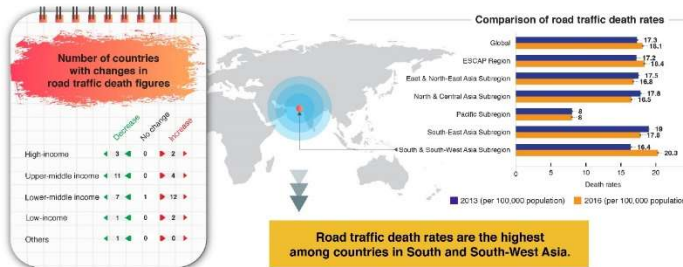 Number of countries
with changes in
road traffic death figures
Decrease
No change
Increase
High-income 3 0 2
Upper-middle income 11 0 4
Lower-middle income 7 1 12
Low-income 1 0 2
Others 1 0 0
Comparison of road traffic death rates
Global 17.3 18.1
ESCAP Region 17.2 18.4
East & North-East Asia Subregion 17.5 16.8
North & Central Asia Subregion 17.8 16.5
Pacific Subregion 8 8
South-East Asia Subregion 19 17.8
South & South-West Asia Subregion 16.4 20.3
0 5 10 15 20
Death rates
2013 (per 100,000 population) 2016 (per 100,000 population)
Road traffic death rates are the highest
among countries in South and South-West Asia.